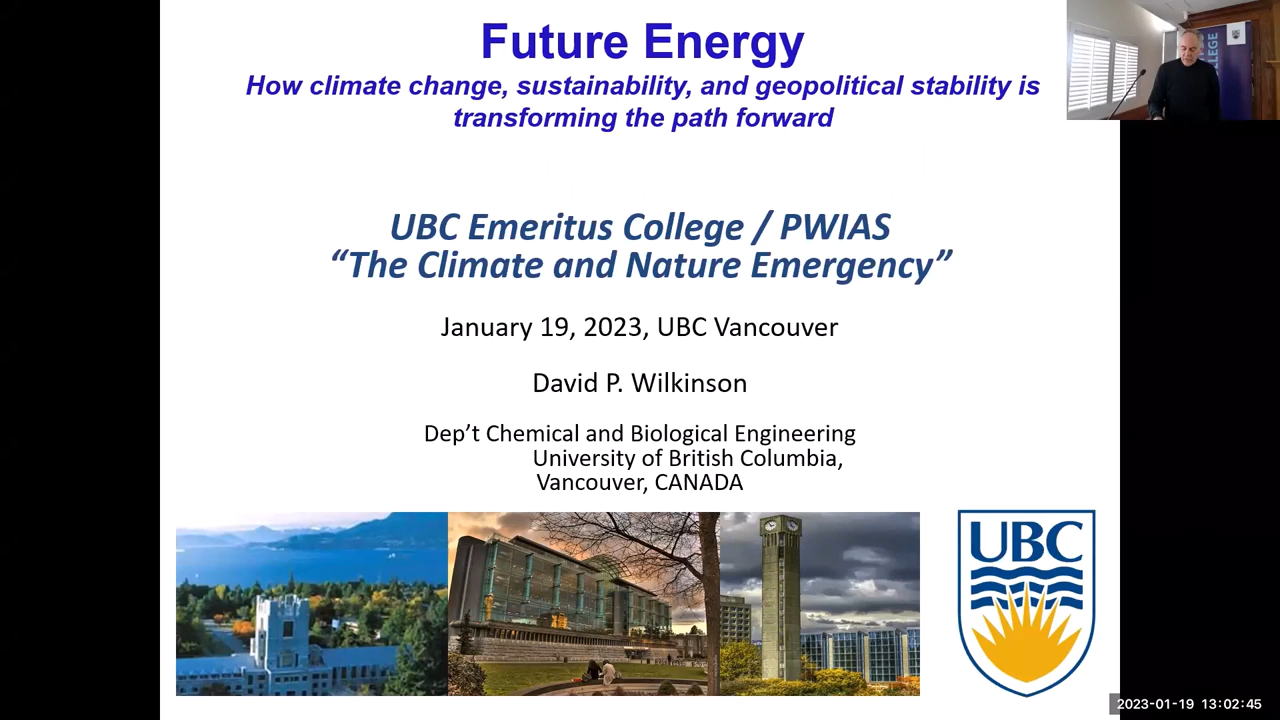 Future Energy
How climate change, sustainability, and geopolitical stability is
transforming the path forward
UBC Emeritus College / PWIAS
“The Climate and Nature Emergency”
January 19, 2023, UBC Vancouver
David P. Wilkinson
Dep’t Chemical and Biological Engineering
University of British Columbia,
Vancouver, CANADA
UBC
2023-01-19 13:02:45